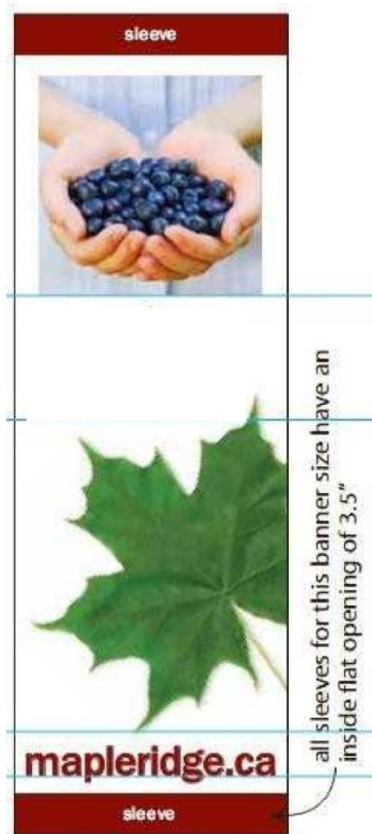 sleeve
mapleridge.ca
sleeve
all sleeves for this banner size have an
inside flat opening of 3.5"